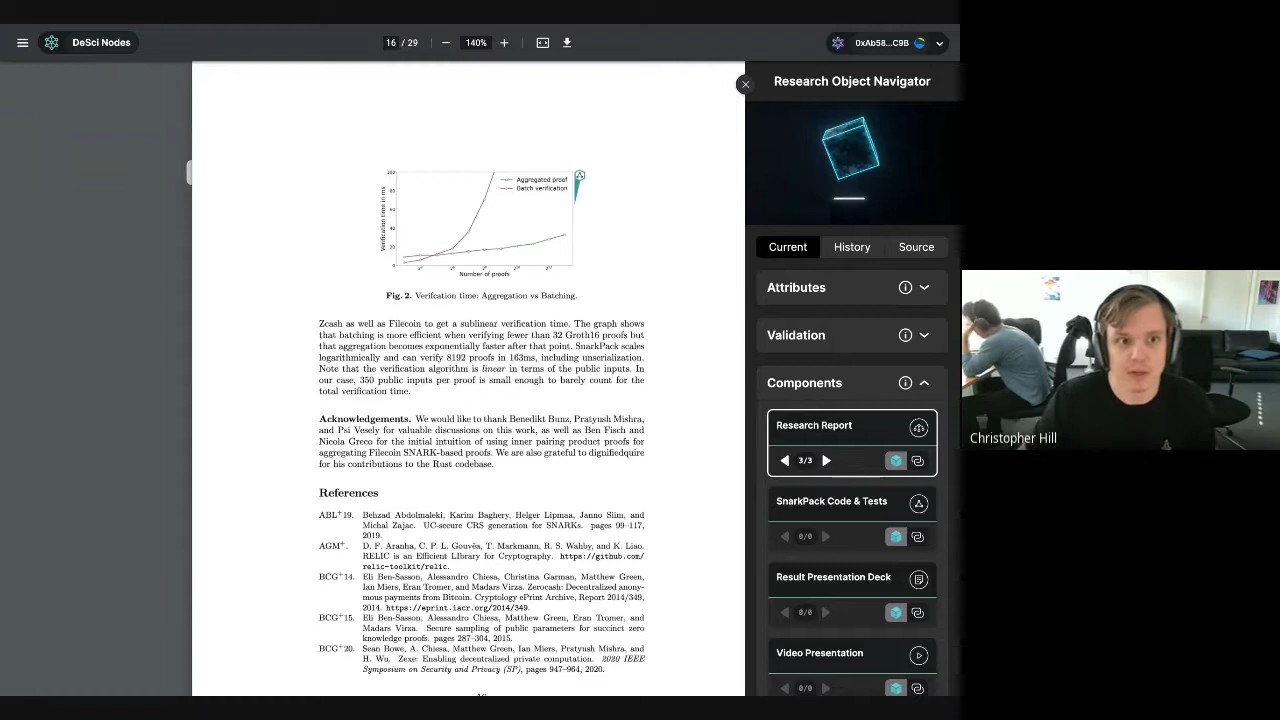 DeSci Nodes
16 / 29
140%
0xAb58...C9B
Research Object Navigator
100
80
60
40
20
0
Verification time in ms
Aggregated proof
Batch verification
Number of proofs
Fig. 2. Verifcation time: Aggregation vs Batching.
Zcash as well as Filecoin to get a sublinear verification time. The graph shows
that batching is more efficient when verifying fewer than 32 Groth16 proofs but
that aggregation becomes exponentially faster after that point. SnarkPack scales
logarithmically and can verify 8192 proofs in 163ms, including unserialization.
Note that the verification algorithm is linear in terms of the public inputs. In
our case, 350 public inputs per proof is small enough to barely count for the
total verification time.
Acknowledgements. We would like to thank Benedikt Bunz, Pratyush Mishra,
and Psi Vesely for valuable discussions on this work, as well as Ben Fisch and
Nicola Greco for the initial intuition of using inner pairing product proofs for
aggregating Filecoin SNARK-based proofs. We are also grateful to dignifiedquire
for his contributions to the Rust codebase.
References
ABL+19. Behzad Abdolmaleki, Karim Baghery, Helger Lipmaa, Janno Siim, and
Michal Zajac. UC-secure CRS generation for SNARKs. pages 99–117,
2019.
AGM+. D. F. Aranha, C. P. L. Gouvêa, T. Markmann, R. S. Wahby, and K. Liao.
RELIC is an Efficient LIbrary for Cryptography. https://github.com/
relic-toolkit/relic.
BCG+14. Eli Ben-Sasson, Alessandro Chiesa, Christina Garman, Matthew Green,
Ian Miers, Eran Tromer, and Madars Virza. Zerocash: Decentralized anony-
mous payments from Bitcoin. Cryptology ePrint Archive, Report 2014/349,
2014. https://eprint.iacr.org/2014/349.
BCG+15. Eli Ben-Sasson, Alessandro Chiesa, Matthew Green, Eran Tromer, and
Madars Virza. Secure sampling of public parameters for succinct zero
knowledge proofs. pages 287–304, 2015.
BCG+20. Sean Bowe, A. Chiesa, Matthew Green, Ian Miers, Pratyush Mishra, and
H. Wu. Zexe: Enabling decentralized private computation. 2020 IEEE
Symposium on Security and Privacy (SP), pages 947–964, 2020.
Current
History
Source
Attributes
Validation
Components
Research Report
3/3
SnarkPack Code & Tests
0/0
Result Presentation Deck
0/0
Video Presentation
0/0
Christopher Hill